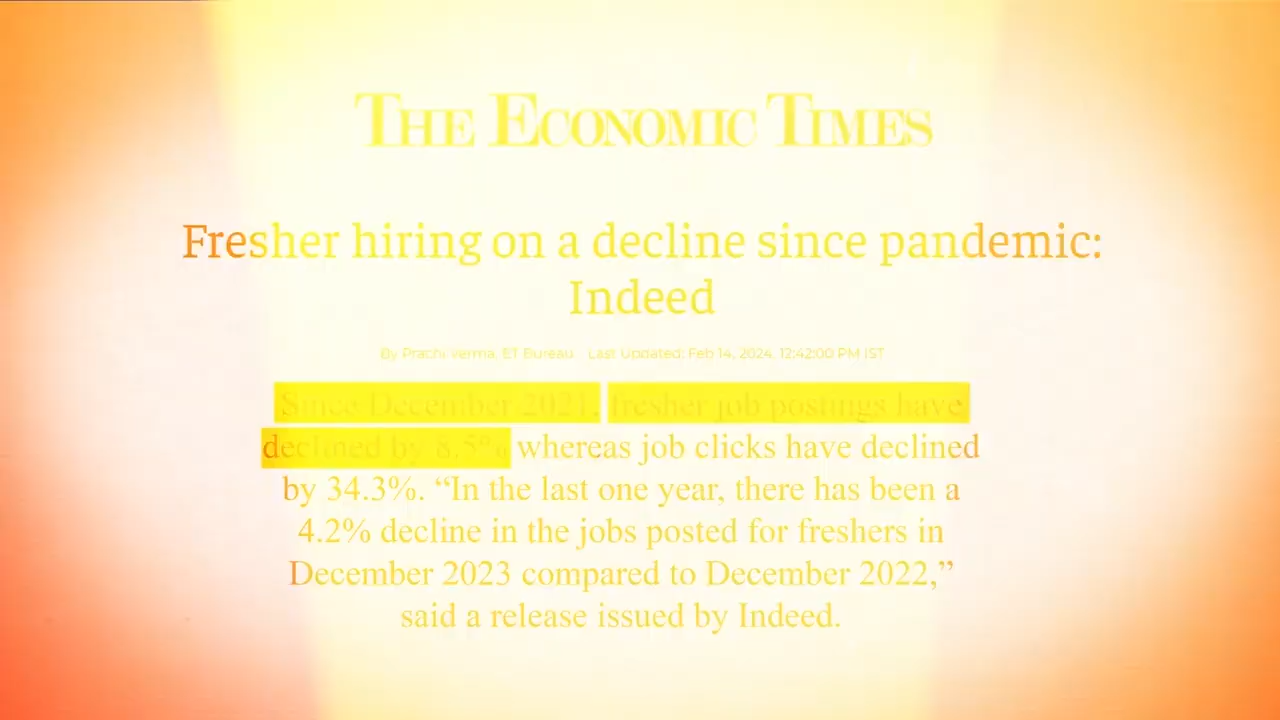 THE ECONOMIC TIMES
Fresher hiring on a decline since pandemic:
Indeed
By Prachi Verma, ET Bureau Last Updated: Feb 14, 2024, 12:42:00 PM IST
Since December 2021, fresher job postings have
declined by 8.5% whereas job clicks have declined
by 34.3%. “In the last one year, there has been a
4.2% decline in the jobs posted for freshers in
December 2023 compared to December 2022,”
said a release issued by Indeed.